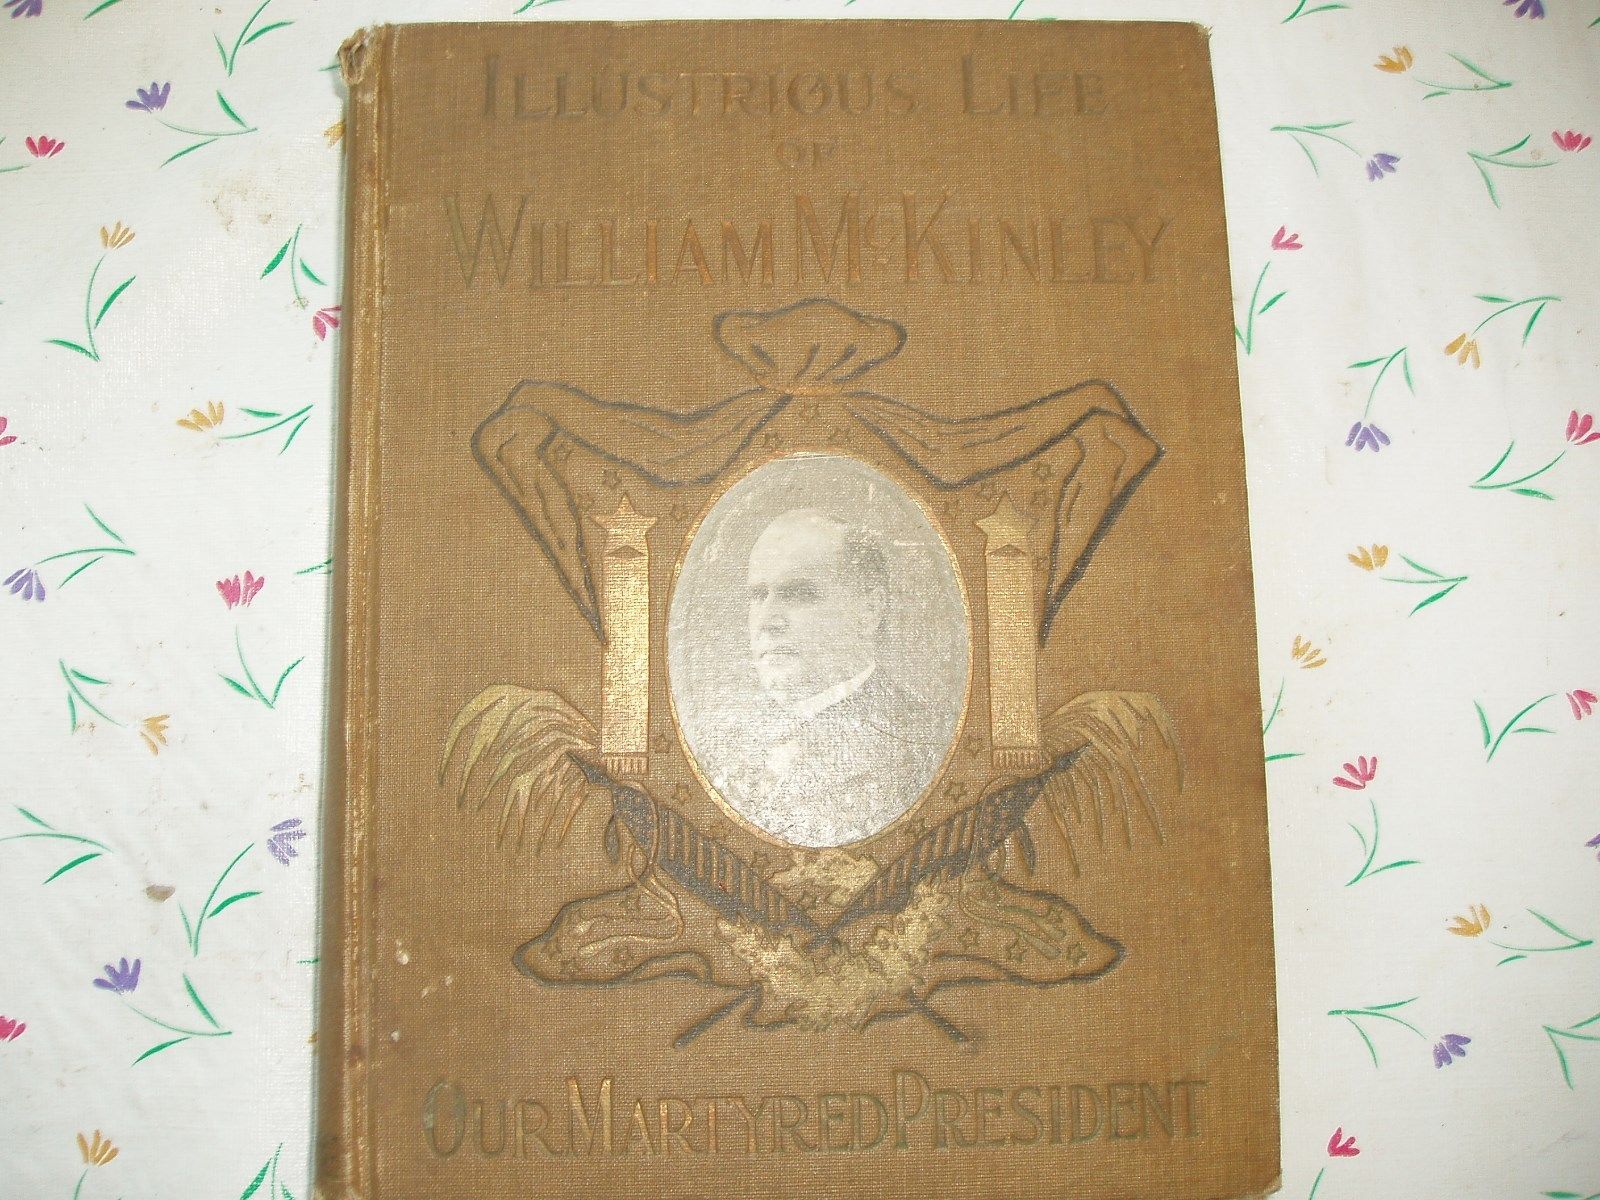 ILLUSTRIOUS LIFE
OF
WILLIAM MCKINLEY
OUR MARTYRED PRESIDENT